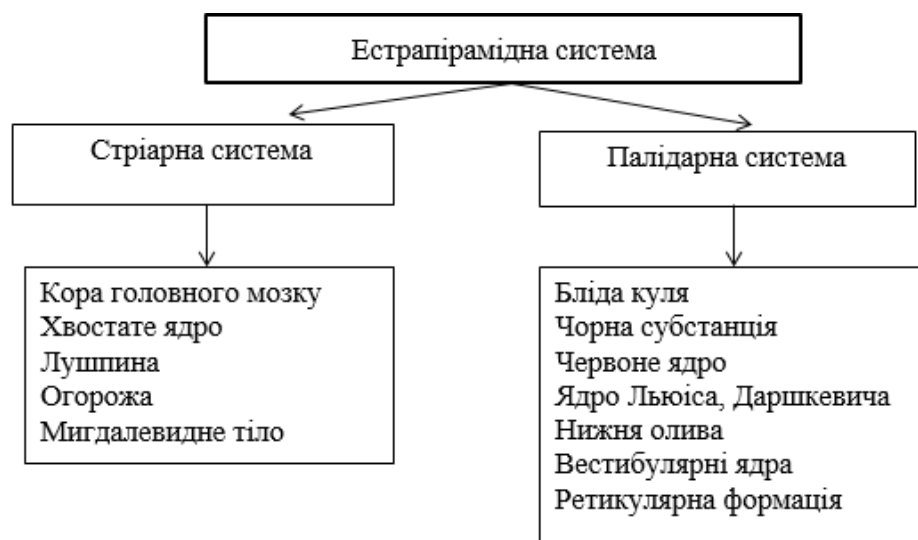 Естрапірамідна система
Стріарна система
Палідарна система
Кора головного мозку
Хвостате ядро
Лушпина
Огорожа
Мигдалевидне тіло
Бліда куля
Чорна субстанція
Червоне ядро
Ядро Льюіса, Даршкевича
Нижня олива
Вестибулярні ядра
Ретикулярна формація